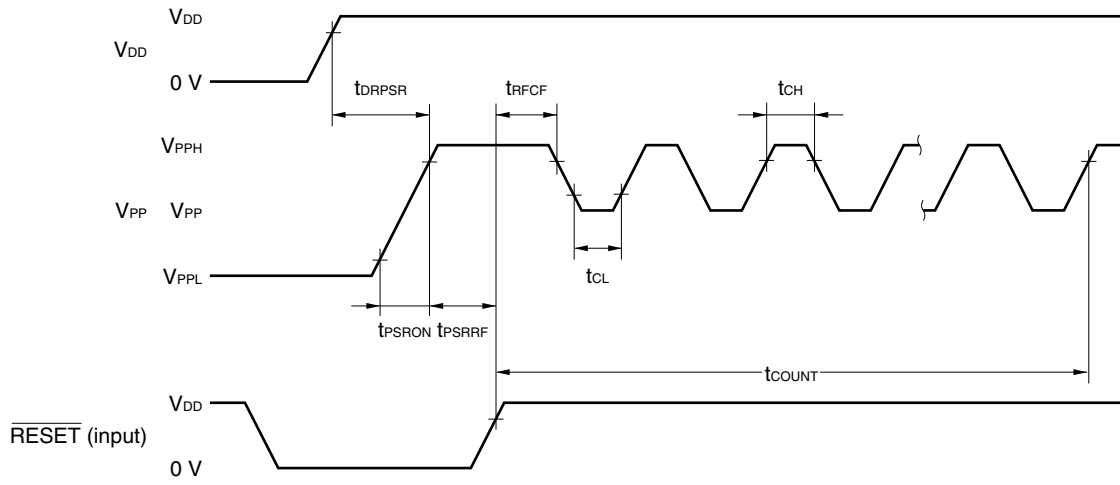 VDD
VDD
0 V
tDRPSR
tRFCF
tCH
VPPH
VPP VPP
VPPL
tCL
tPSRON tPSRRF
tCOUNT
VDD
RESET (input)
0 V